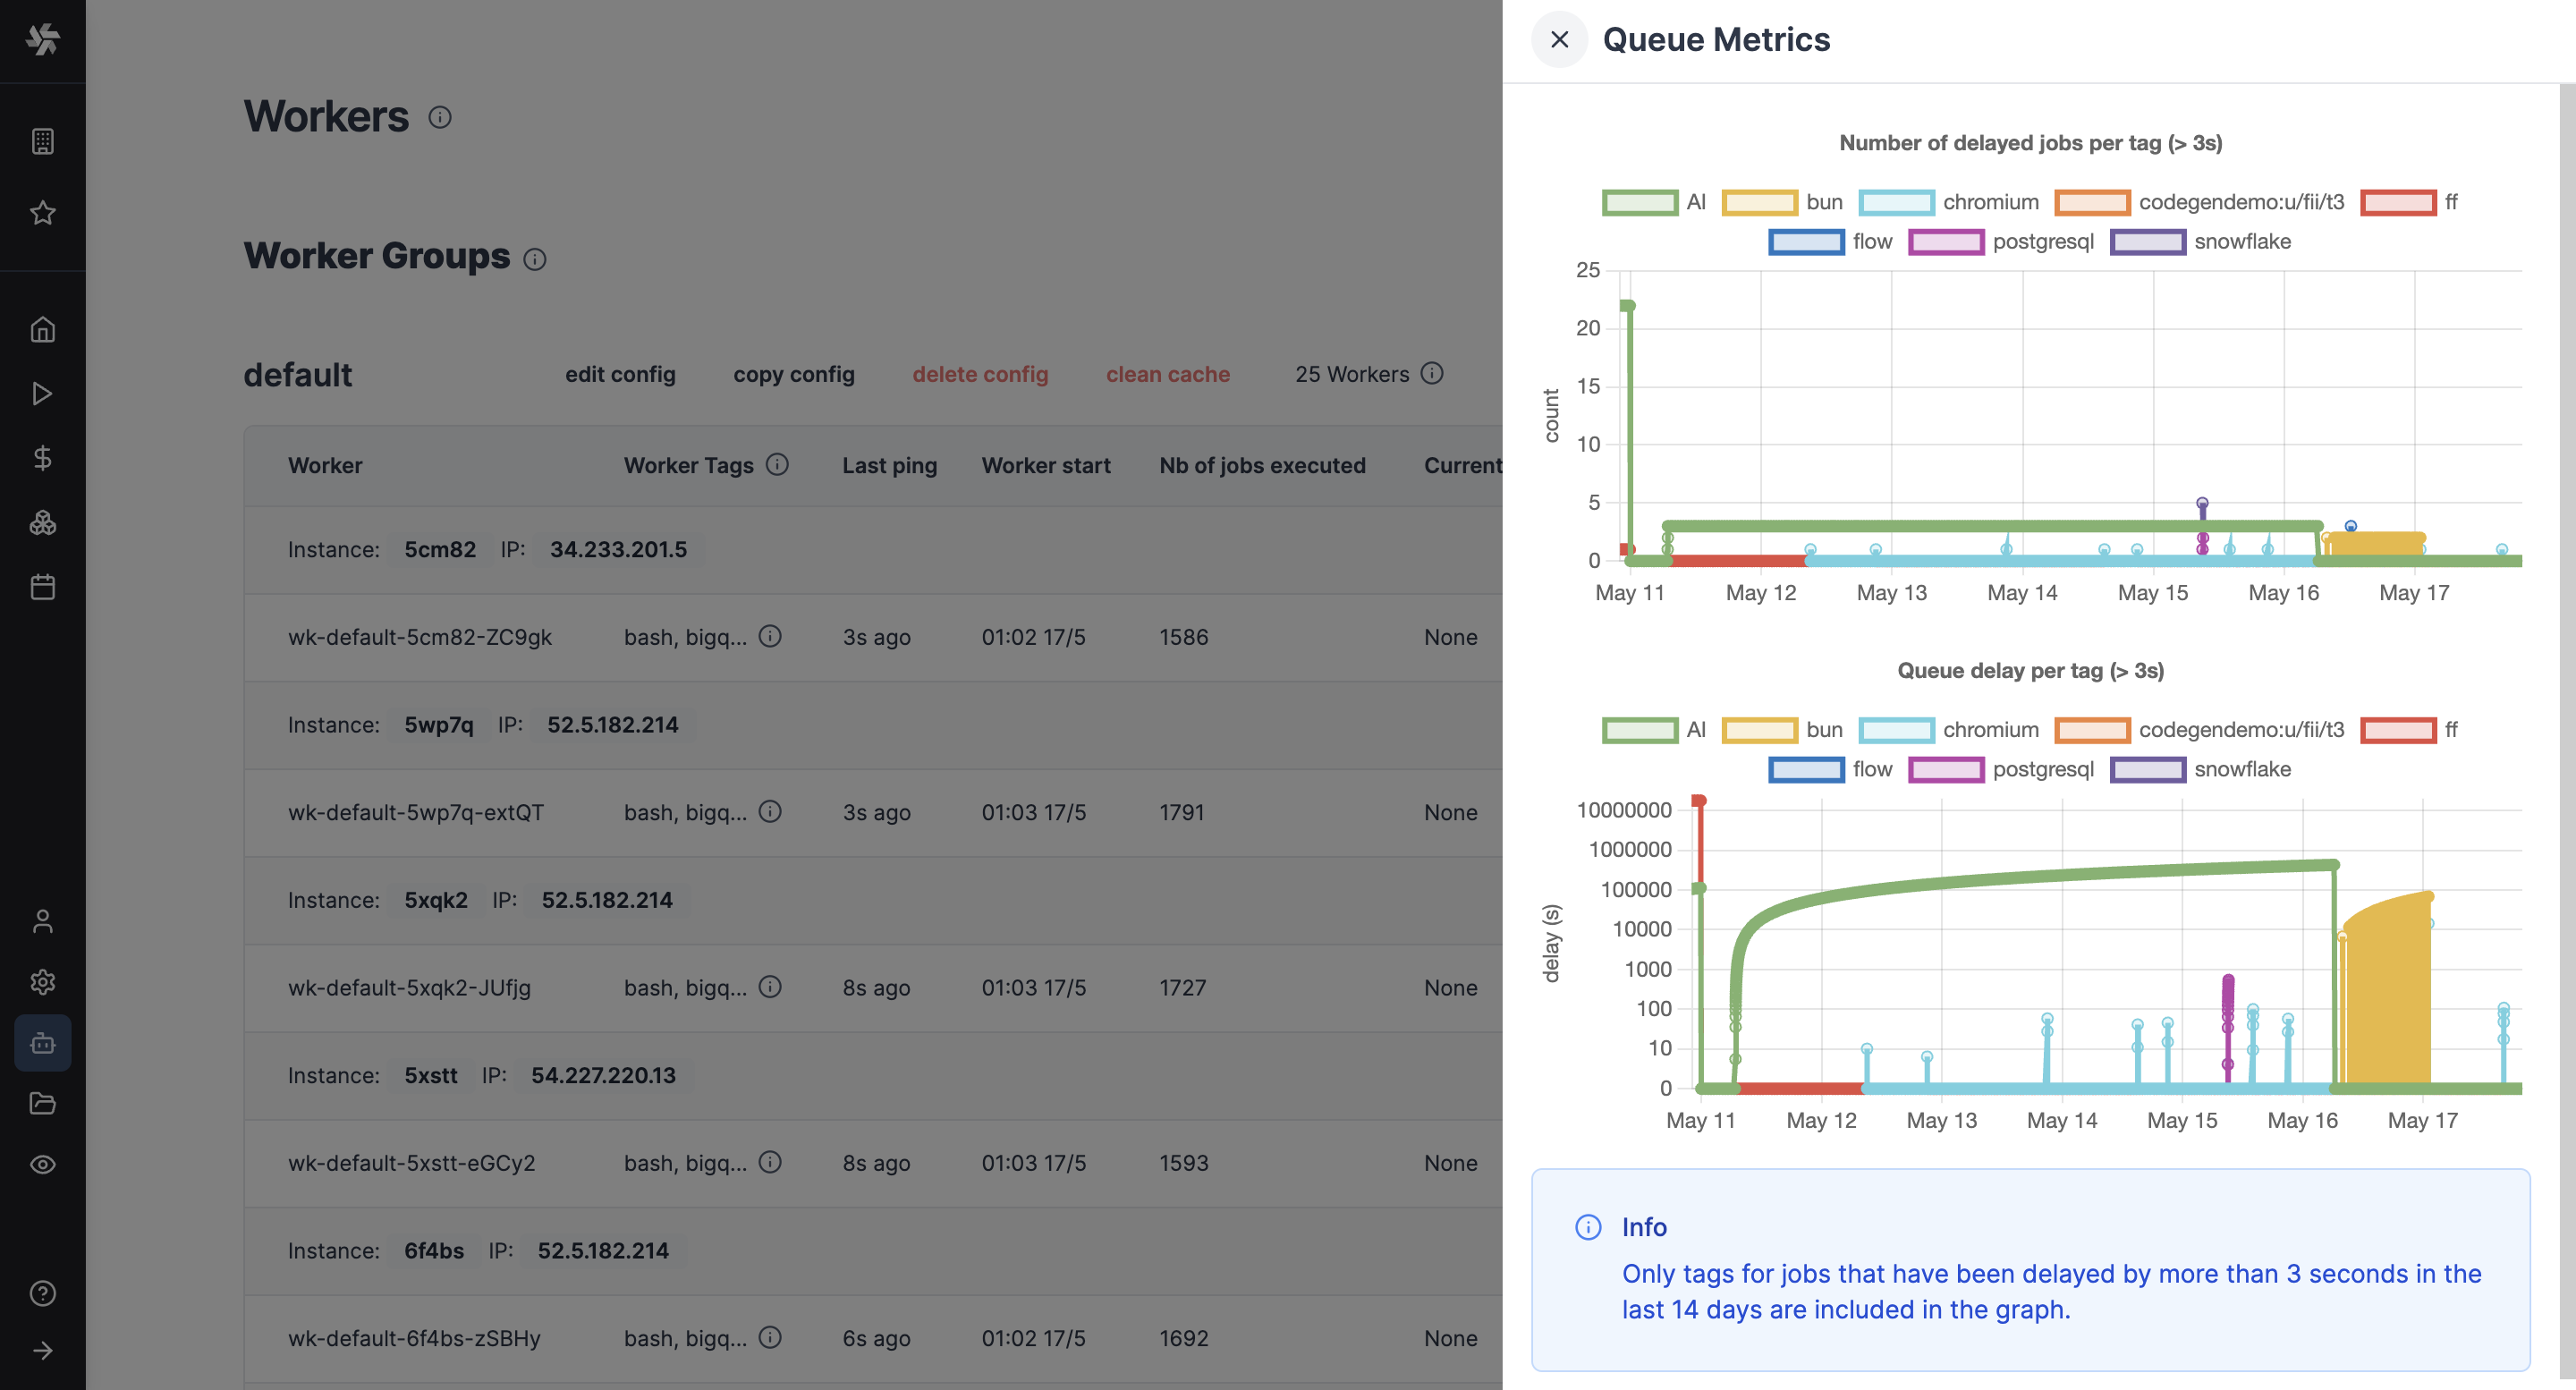 Workers
Worker Groups
default edit config copy config delete config clean cache 25 Workers
Worker Worker Tags Last ping Worker start Nb of jobs executed Current
Instance: 5cm82 IP: 34.233.201.5
wk-default-5cm82-ZC9gk bash, bigq... 3s ago 01:02 17/5 1586 None
Instance: 5wp7q IP: 52.5.182.214
wk-default-5wp7q-extQT bash, bigq... 3s ago 01:03 17/5 1791 None
Instance: 5xqk2 IP: 52.5.182.214
wk-default-5xqk2-JUfjg bash, bigq... 8s ago 01:03 17/5 1727 None
Instance: 5xstt IP: 54.227.220.13
wk-default-5xstt-eGCy2 bash, bigq... 8s ago 01:03 17/5 1593 None
Instance: 6f4bs IP: 52.5.182.214
wk-default-6f4bs-zSBHy bash, bigq... 6s ago 01:02 17/5 1692 None
Queue Metrics
Number of delayed jobs per tag (> 3s)
AI bun chromium codegendemo:u/fii/t3 ff
flow postgresql snowflake
25
20
15
10
5
0
count
May 11 May 12 May 13 May 14 May 15 May 16 May 17
Queue delay per tag (> 3s)
AI bun chromium codegendemo:u/fii/t3 ff
flow postgresql snowflake
10000000
1000000
100000
10000
1000
100
10
0
delay (s)
May 11 May 12 May 13 May 14 May 15 May 16 May 17
Info
Only tags for jobs that have been delayed by more than 3 seconds in the
last 14 days are included in the graph.